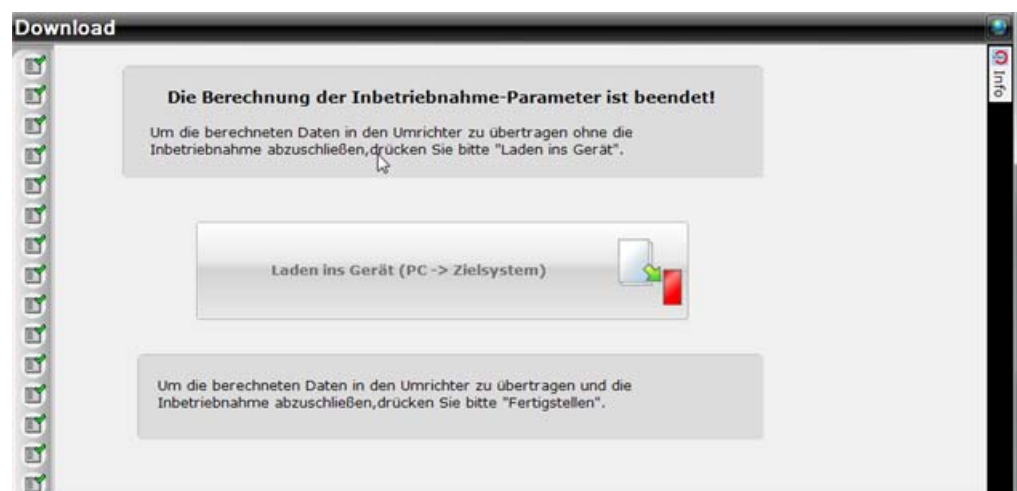 Download
Info
Die Berechnung der Inbetriebnahme-Parameter ist beendet!
Um die berechneten Daten in den Umrichter zu übertragen ohne die
Inbetriebnahme abzuschließen,drücken Sie bitte "Laden ins Gerät".
Laden ins Gerät (PC -> Zielsystem)
Um die berechneten Daten in den Umrichter zu übertragen und die
Inbetriebnahme abzuschließen,drücken Sie bitte "Fertigstellen".